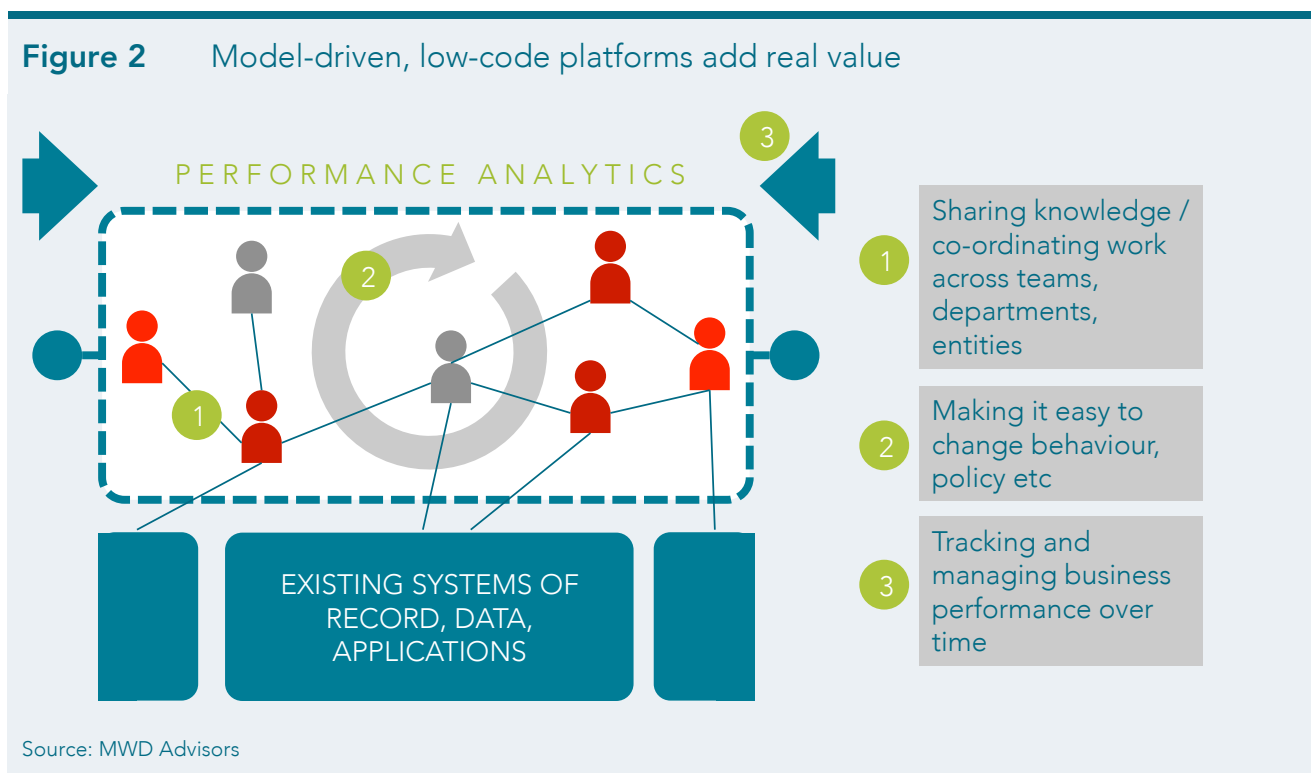 Figure 2 Model-driven, low-code platforms add real value
3
PERFORMANCE ANALYTICS
2
1
EXISTING SYSTEMS OF
RECORD, DATA,
APPLICATIONS
1
Sharing knowledge /
co-ordinating work
across teams,
departments,
entities
2
Making it easy to
change behaviour,
policy etc
3
Tracking and
managing business
performance over
time
Source: MWD Advisors